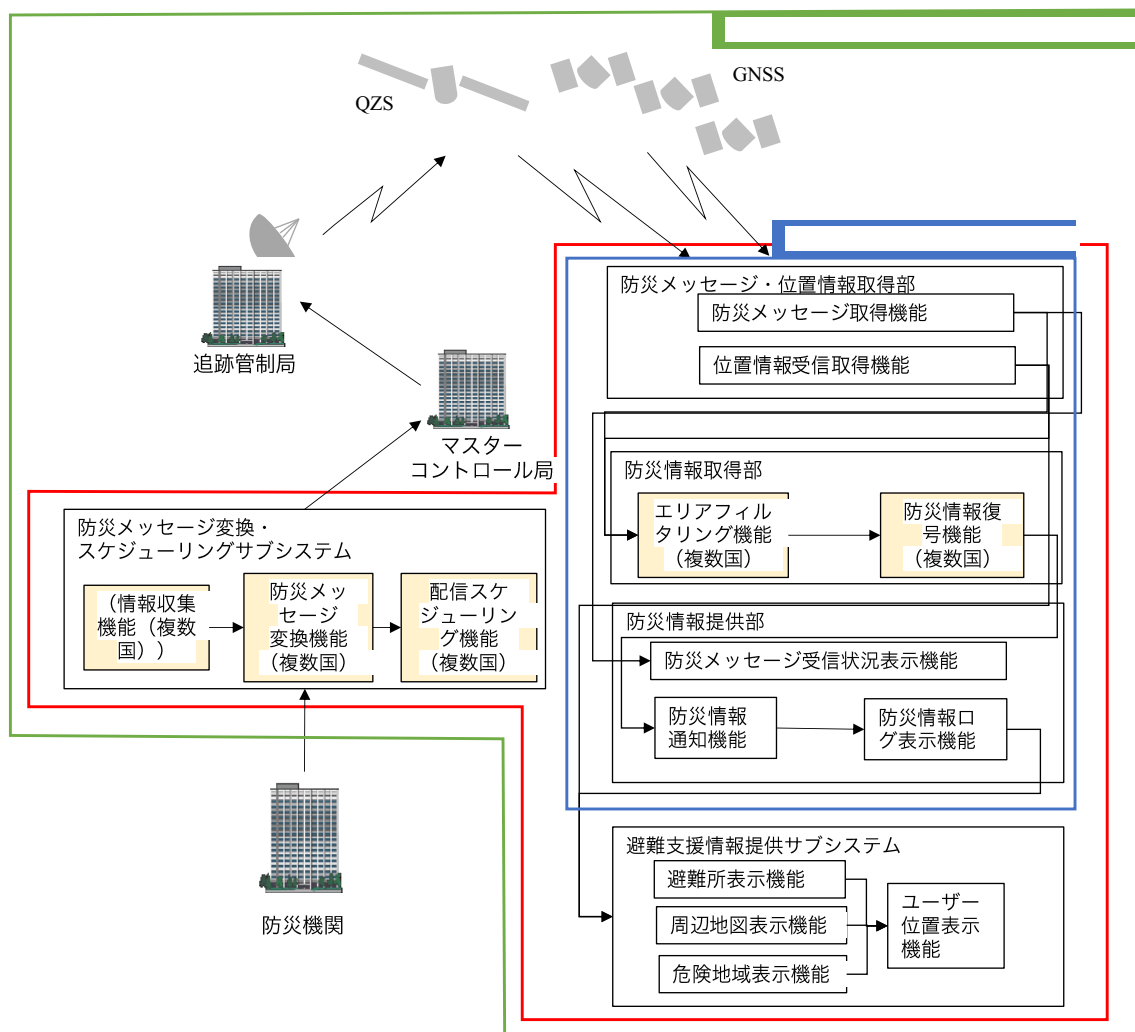 QZS
GNSS
追跡管制局
マスター
コントロール局
防災メッセージ変換・
スケジューリングサブシステム
（情報収集
機能（複数
国））
防災メッ
セージ
変換機能
（複数国）
配信スケ
ジューリン
グ機能
（複数国）
防災機関
防災メッセージ・位置情報取得部
防災メッセージ取得機能
位置情報受信取得機能
防災情報取得部
エリアフィル
タリング機能
（複数国）
防災情報復
号機能
（複数国）
防災情報提供部
防災メッセージ受信状況表示機能
防災情報
通知機能
防災情報ロ
グ表示機能
避難支援情報提供サブシステム
避難所表示機能
周辺地図表示機能
危険地域表示機能
ユーザー
位置表示
機能